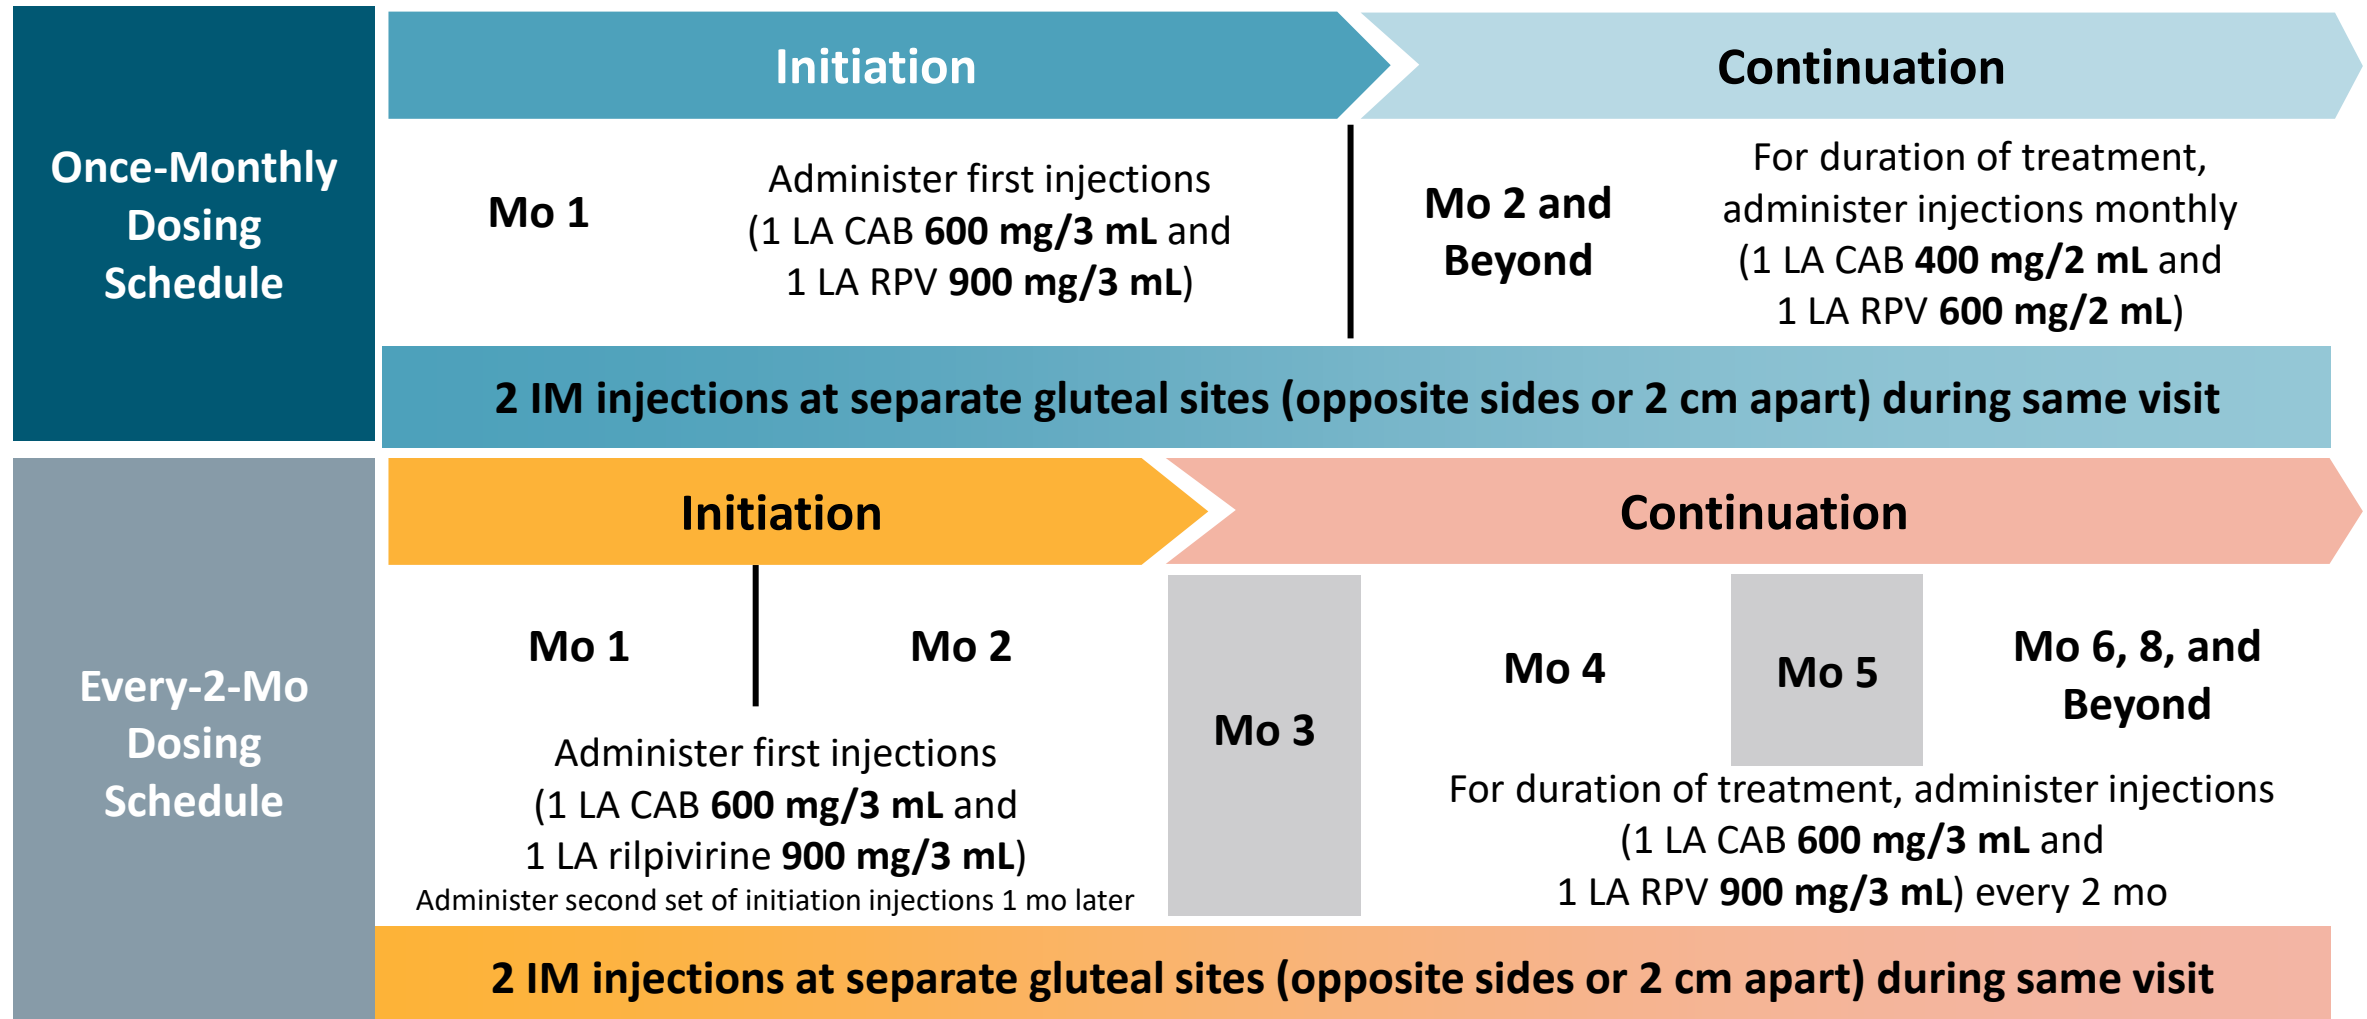 Once-Monthly
Dosing
Schedule
Initiation
Continuation
Mo 1
Administer first injections
(1 LA CAB 600 mg/3 mL and
1 LA RPV 900 mg/3 mL)
Mo 2 and
Beyond
For duration of treatment,
administer injections monthly
(1 LA CAB 400 mg/2 mL and
1 LA RPV 600 mg/2 mL)
2 IM injections at separate gluteal sites (opposite sides or 2 cm apart) during same visit
Every-2-Mo
Dosing
Schedule
Initiation
Continuation
Mo 1
Mo 2
Administer first injections
(1 LA CAB 600 mg/3 mL and
1 LA rilpivirine 900 mg/3 mL)
Administer second set of initiation injections 1 mo later
Mo 3
Mo 4
Mo 5
Mo 6, 8, and
Beyond
For duration of treatment, administer injections
(1 LA CAB 600 mg/3 mL and
1 LA RPV 900 mg/3 mL) every 2 mo
2 IM injections at separate gluteal sites (opposite sides or 2 cm apart) during same visit